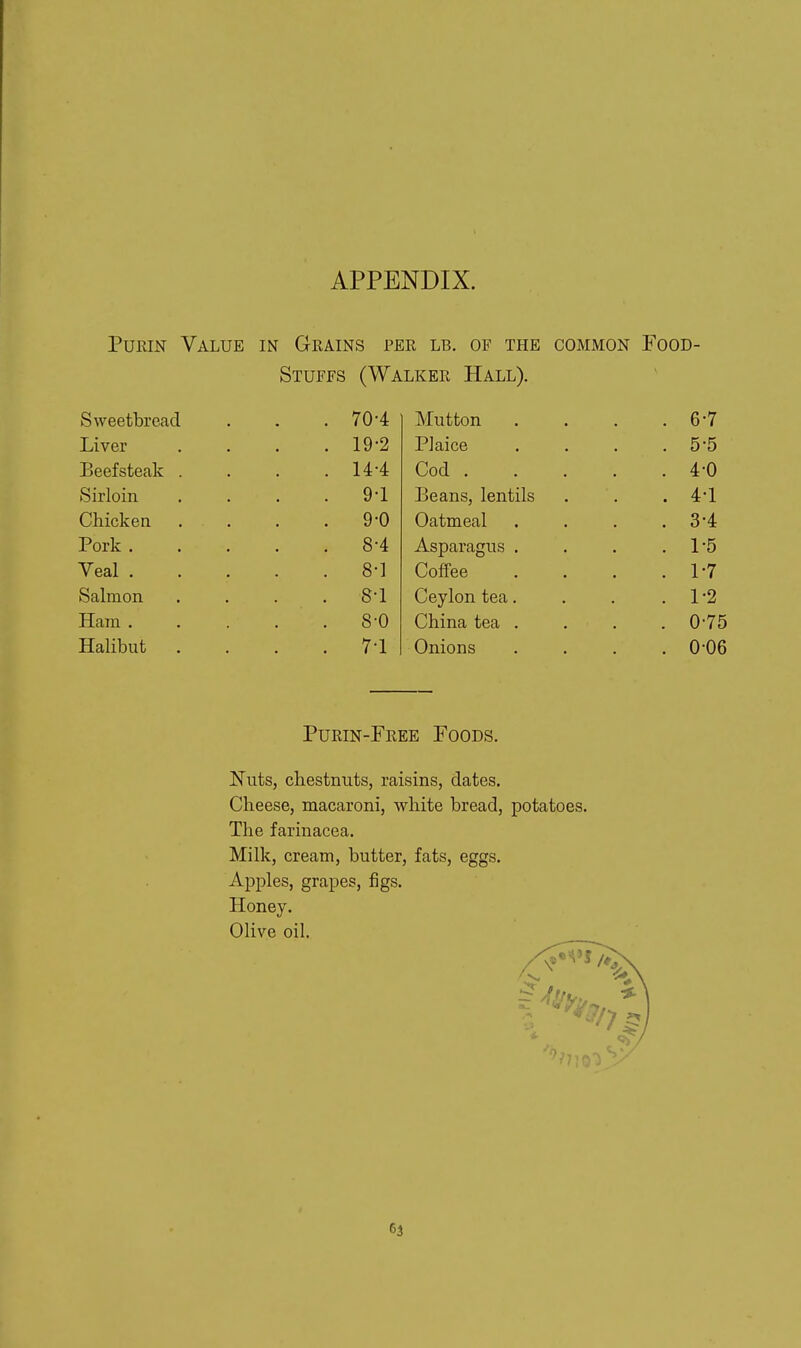 APPENDIX.
Purin Value in Grains per lb. of the common Food-
Stuffs (Walker Hall).
Sweetbread . . . 70·4
Liver . . . . 19·2
Beefsteak . . . . 14·4
Sirloin . . . . 9·1
Chicken . . . . 9·0
Pork . . . . . 8·4
Veal . . . . . 8·1
Salmon . . . . 8·1
Ham . . . . . 8·0
Halibut . . . . 7·1
Mutton . . . . 6·7
Plaice . . . . 5·5
Cod . . . . . 4·0
Beans, lentils . . . 4·1
Oatmeal . . . . 3·4
Asparagus . . . . 1·5
Coffee . . . . 1·7
Ceylon tea . . . . 1·2
China tea . . . . 0·75
Onions . . . . 0·06
Purin-Free Foods.
Nuts, chestnuts, raisins, dates.
Cheese, macaroni, white bread, potatoes.
The farinacea.
Milk, cream, butter, fats, eggs.
Apples, grapes, figs.
Honey.
Olive oil.
63